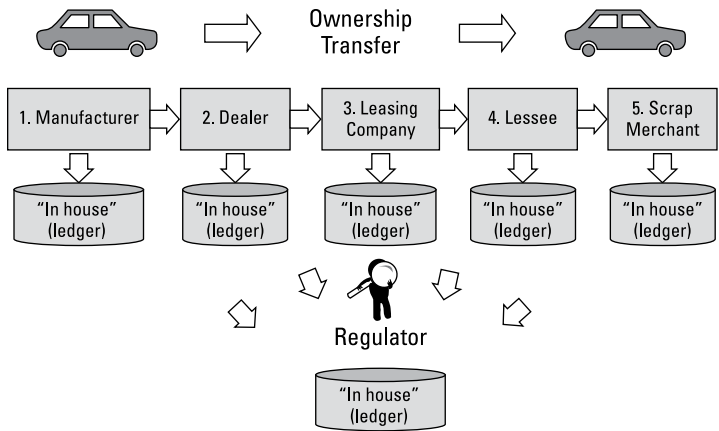 Ownership
Transfer
1. Manufacturer
2. Dealer
3. Leasing
Company
4. Lessee
5. Scrap
Merchant
“In house”
(ledger)
“In house”
(ledger)
“In house”
(ledger)
“In house”
(ledger)
“In house”
(ledger)
Regulator
“In house”
(ledger)